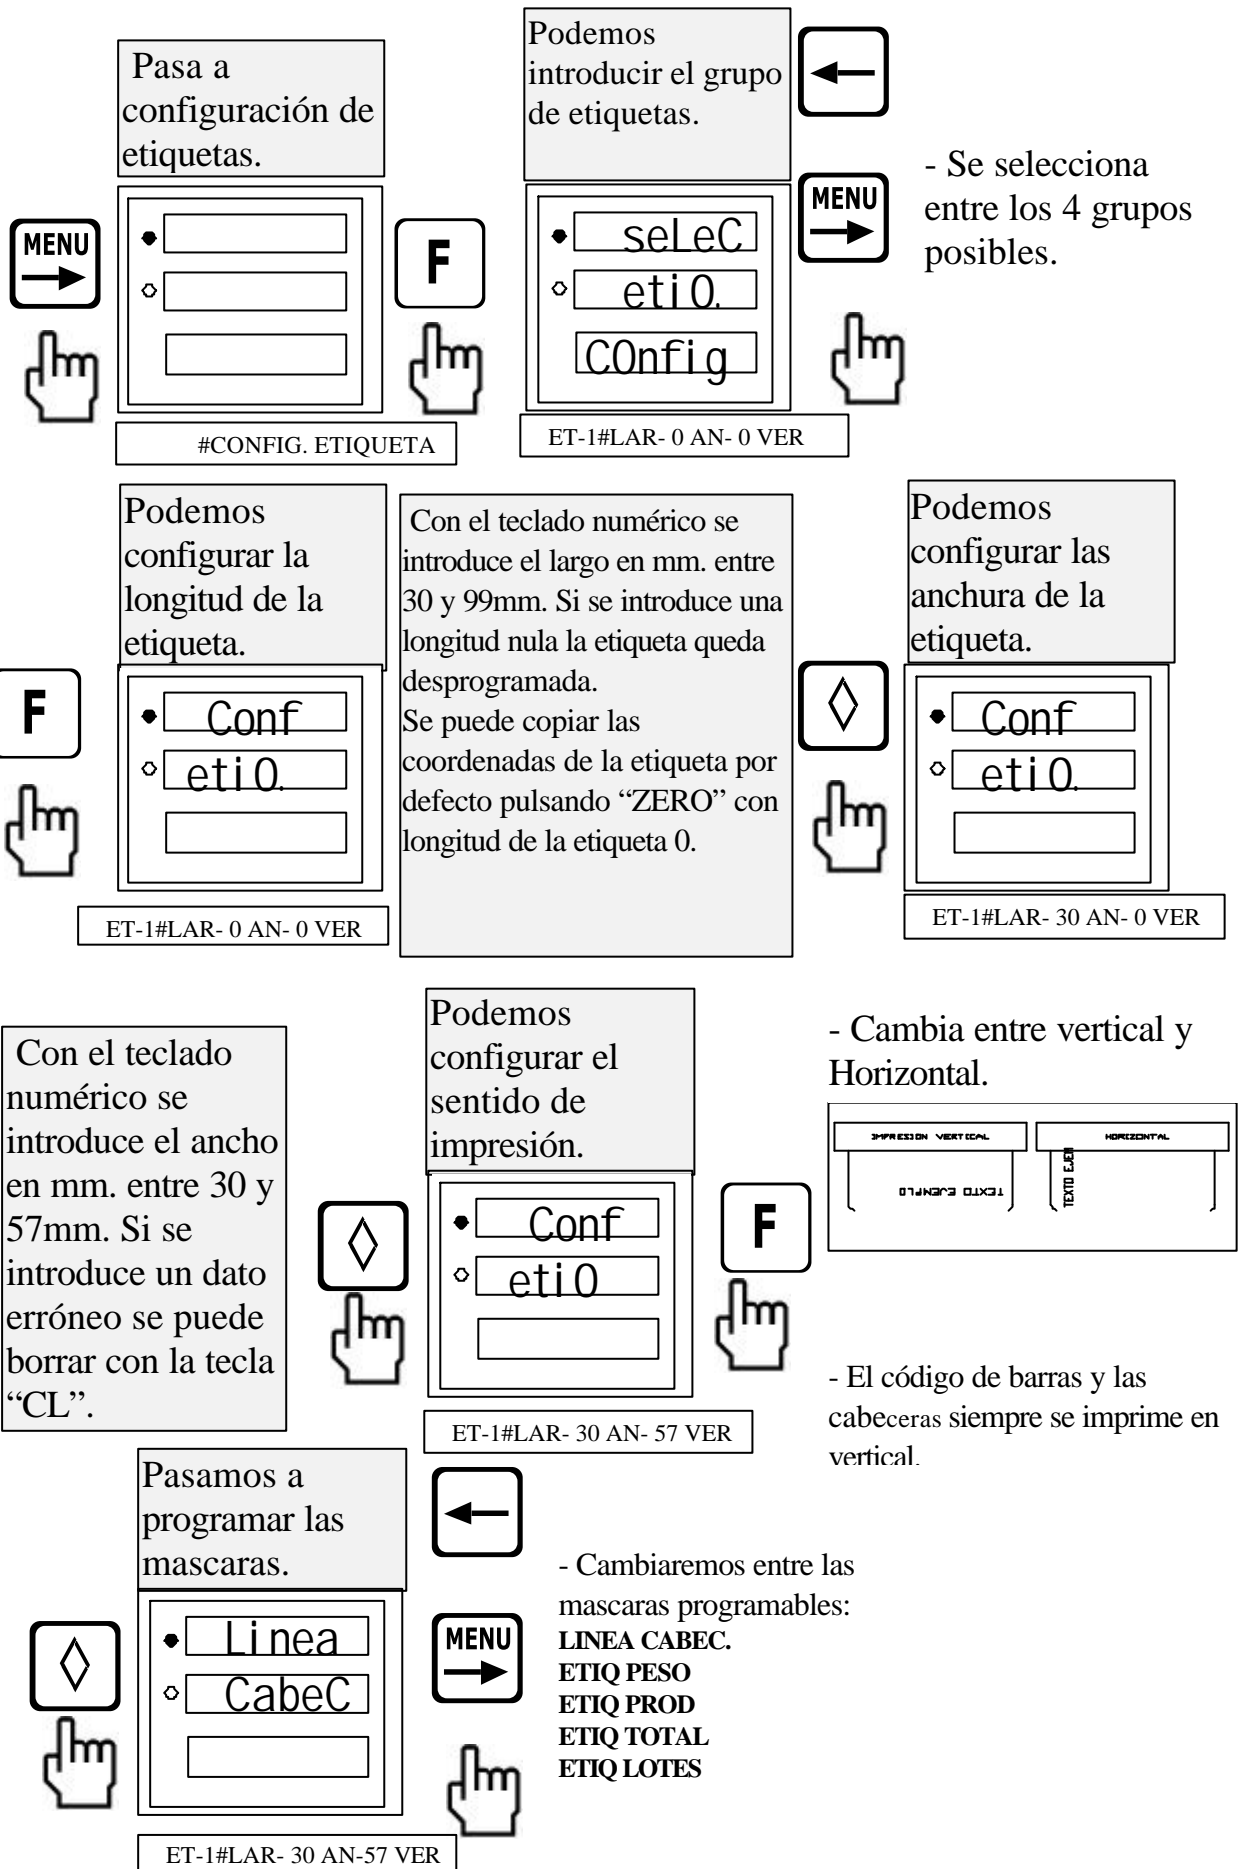 Pasa a
configuración de
etiquetas.
MENU
F
#CONFIG. ETIQUETA
Podemos
introducir el grupo
de etiquetas.
seLeC
etiQ.
COnfig
MENU
ET-1#LAR- 0 AN- 0 VER
- Se selecciona
entre los 4 grupos
posibles.
F
Podemos
configurar la
longitud de la
etiqueta.
Conf
etiQ.
ET-1#LAR- 0 AN- 0 VER
Con el teclado numérico se
introduce el largo en mm. entre
30 y 99mm. Si se introduce una
longitud nula la etiqueta queda
desprogramada.
Se puede copiar las
coordenadas de la etiqueta por
defecto pulsando “ZERO” con
longitud de la etiqueta 0.
Podemos
configurar las
anchura de la
etiqueta.
Conf
etiQ.
ET-1#LAR- 30 AN- 0 VER
Con el teclado
numérico se
introduce el ancho
en mm. entre 30 y
57mm. Si se
introduce un dato
erróneo se puede
borrar con la tecla
“CL”.
Podemos
configurar el
sentido de
impresión.
Conf
etiQ
F
ET-1#LAR- 30 AN- 57 VER
- Cambia entre vertical y
Horizontal.
IMPRESION VERTICAL
HORIZONTAL
TEXTO EJEMPLO
TEXTO EJEM
- El código de barras y las
cabeceras siempre se imprime en
vertical.
Pasamos a
programar las
mascaras.
Linea
CabeC
MENU
ET-1#LAR- 30 AN-57 VER
- Cambiaremos entre las
mascaras programables:
LINEA CABEC.
ETIQ PESO
ETIQ PROD
ETIQ TOTAL
ETIQ LOTES